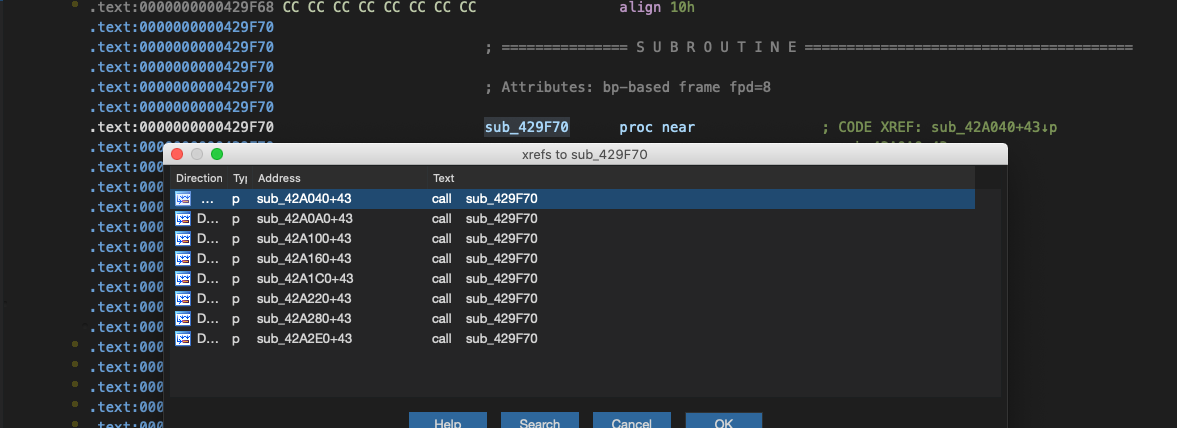 .text:0000000000429F68 CC CC CC CC CC CC CC CC align 10h
.text:0000000000429F70
.text:0000000000429F70 ; =============== S U B R O U T I N E =======================================
.text:0000000000429F70
.text:0000000000429F70 ; Attributes: bp-based frame fpd=8
.text:0000000000429F70
.text:0000000000429F70 sub_429F70 proc near ; CODE XREF: sub_42A040+43↓p
xrefs to sub_429F70
Direction Typ Address Text
... p sub_42A040+43 call sub_429F70
D... p sub_42A0A0+43 call sub_429F70
D... p sub_42A100+43 call sub_429F70
D... p sub_42A160+43 call sub_429F70
D... p sub_42A1C0+43 call sub_429F70
D... p sub_42A220+43 call sub_429F70
D... p sub_42A280+43 call sub_429F70
D... p sub_42A2E0+43 call sub_429F70
.text:000
.text:000
.text:000
.text:000
.text:000
.text:000
.text:000
.text:000
.text:000
.text:000
.text:000
.text:000
.text:000
.text:000
Help Search Cancel OK